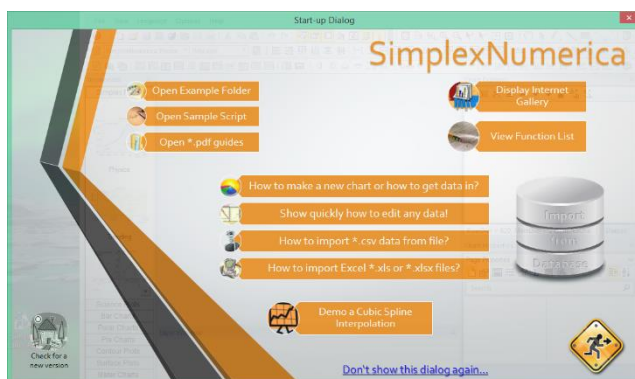 Start-up Dialog
SimplexNumerica
Open Example Folder
Open Sample Script
Open *.pdf guides
Display Internet
Gallery
View Function List
How to make a new chart or how to get data in?
Show quickly how to edit any data!
How to import *.csv data from file?
How to import Excel *.xls or *.xlsx files?
Import
from
Database
Demo a Cubic Spline
Interpolation
Check for a
new version
Don't show this dialog again...